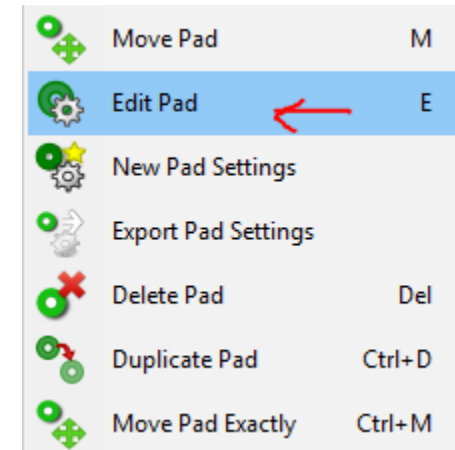 Move Pad M
Edit Pad E
New Pad Settings
Export Pad Settings
Delete Pad Del
Duplicate Pad Ctrl+D
Move Pad Exactly Ctrl+M